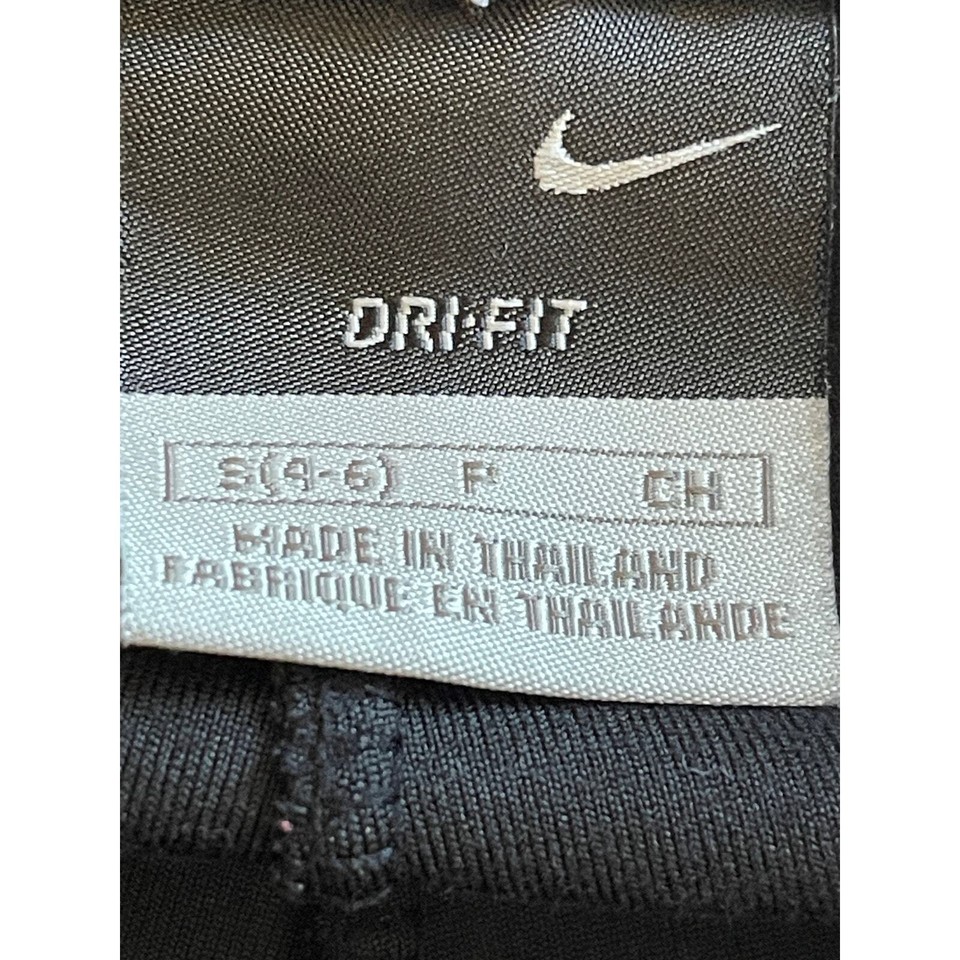 DRI-FIT
S(4-6) P CH
MADE IN THAILAND
FABRIQUE EN THAILANDE